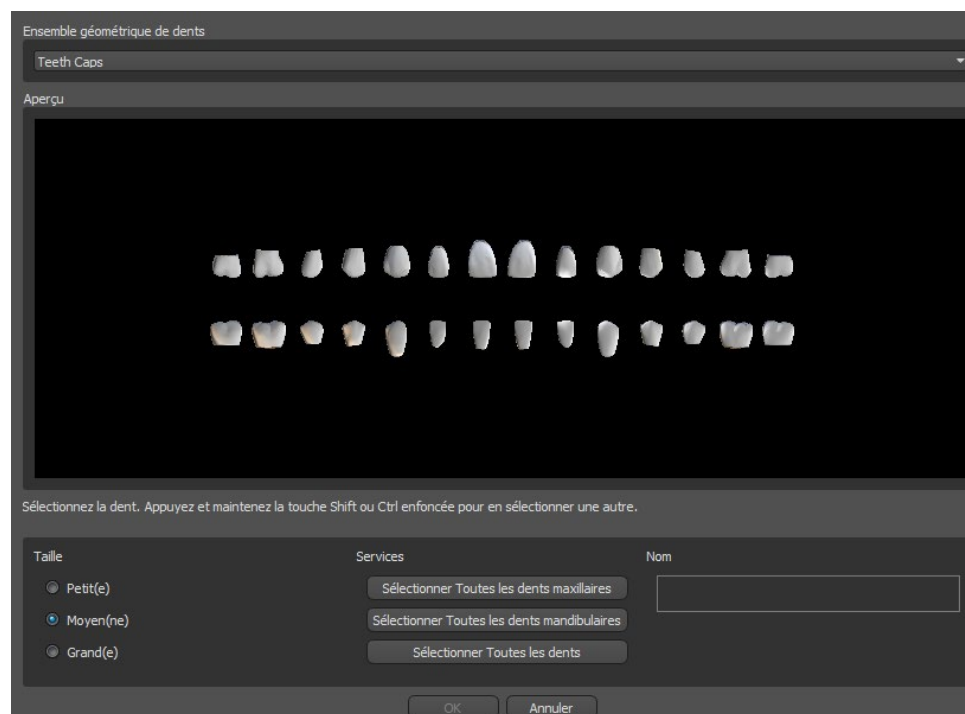 Ensemble géométrique de dents
Teeth Caps
Aperçu
Sélectionnez la dent. Appuyez et maintenez la touche Shift ou Ctrl enfoncée pour en sélectionner une autre.
Taille
Services
Nom
Petit(e)
Sélectionner Toutes les dents maxillaires
Moyen(ne)
Sélectionner Toutes les dents mandibulaires
Grand(e)
Sélectionner Toutes les dents
OK
Annuler